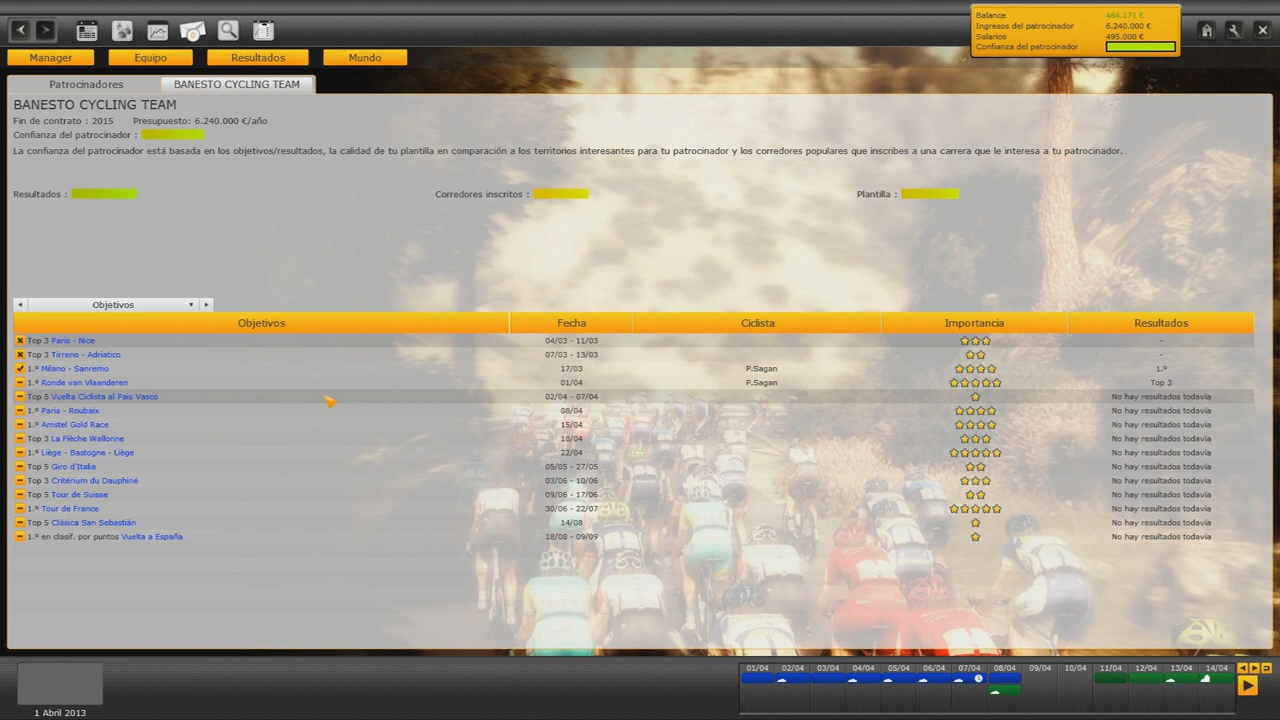 Balance 464.171 €
Ingresos del patrocinador 6.240.000 €
Salarios 495.000 €
Confianza del patrocinador
Manager Equipo Resultados Mundo
Patrocinadores BANESTO CYCLING TEAM
BANESTO CYCLING TEAM
Fin de contrato : 2015 Presupuesto: 6.240.000 €/año
Confianza del patrocinador :
La confianza del patrocinador está basada en los objetivos/resultados, la calidad de tu plantilla en comparación a los territorios interesantes para tu patrocinador y los corredores populares que inscribes a una carrera que le interesa a tu patrocinador.
Resultados : Corredores inscritos : Plantilla :
Objetivos
Objetivos Fecha Ciclista Importancia Resultados
Top 3 Paris - Nice 04/03 - 11/03 -
Top 3 Tirreno - Adriatico 07/03 - 13/03 -
1.º Milano - Sanremo 17/03 P.Sagan 1.º
1.º Ronde van Vlaanderen 01/04 P.Sagan Top 3
Top 5 Vuelta Ciclista al Pais Vasco 02/04 - 07/04 No hay resultados todavía
1.º Paris - Roubaix 08/04 No hay resultados todavía
1.º Amstel Gold Race 15/04 No hay resultados todavía
Top 3 La Flèche Wallonne 18/04 No hay resultados todavía
1.º Liège - Bastogne - Liège 22/04 No hay resultados todavía
Top 5 Giro d'Italia 05/05 - 27/05 No hay resultados todavía
Top 3 Critérium du Dauphiné 03/06 - 10/06 No hay resultados todavía
Top 5 Tour de Suisse 09/06 - 17/06 No hay resultados todavía
1.º Tour de France 30/06 - 22/07 No hay resultados todavía
Top 5 Clásica San Sebastián 14/08 No hay resultados todavía
1.º en clasif. por puntos Vuelta a España 18/08 - 09/09 No hay resultados todavía
01/04 02/04 03/04 04/04 05/04 06/04 07/04 08/04 09/04 10/04 11/04 12/04 13/04 14/04
1 Abril 2013